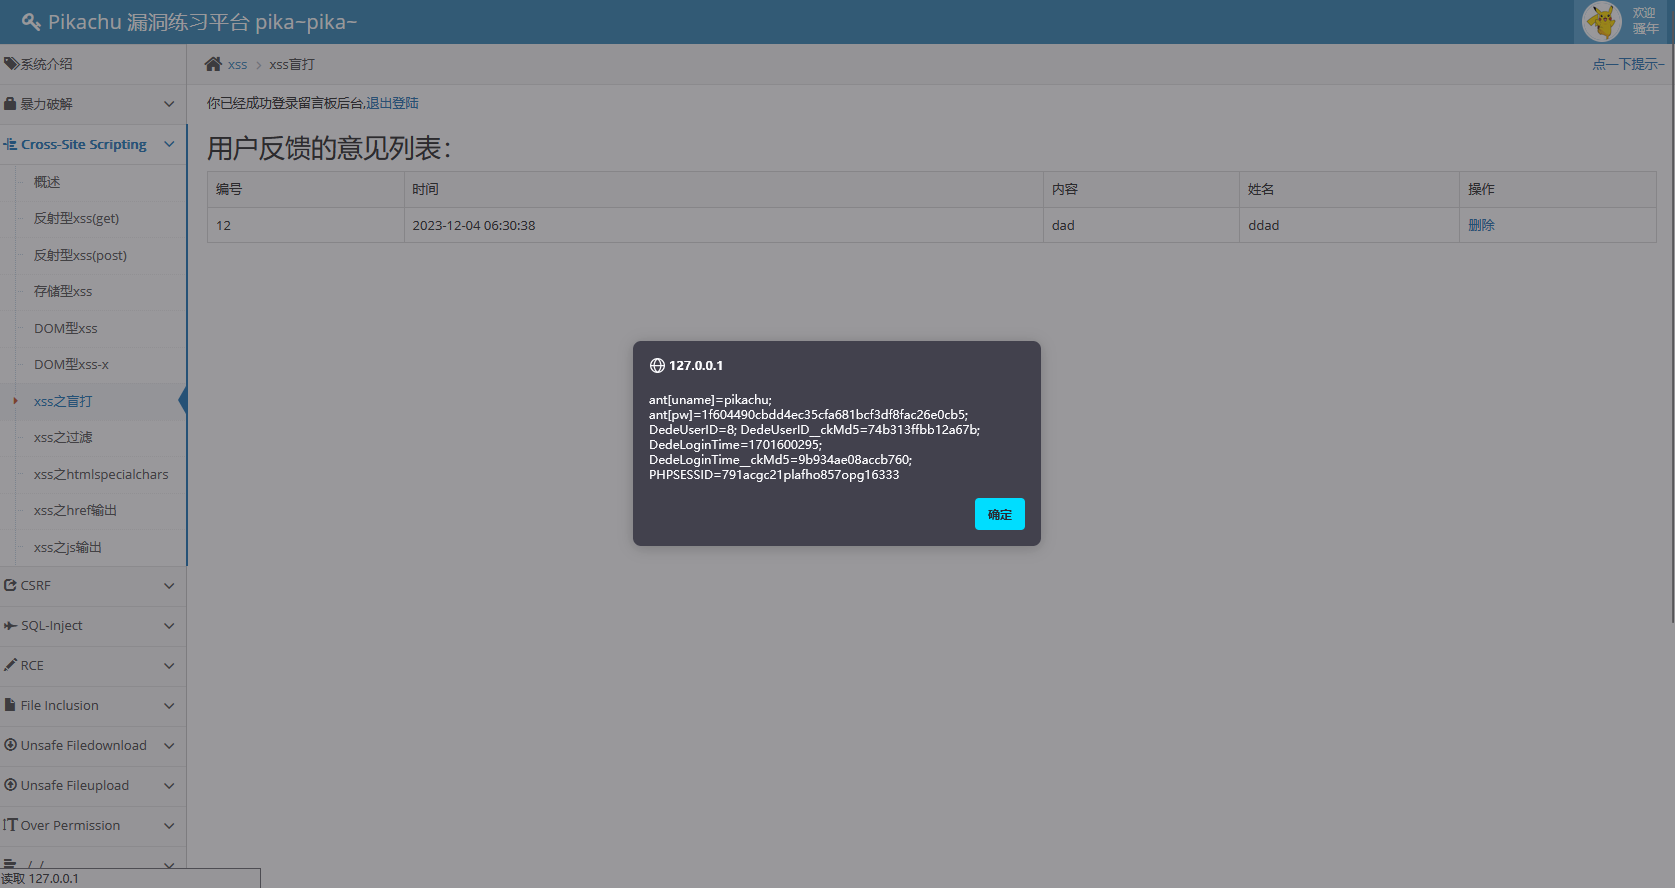 Pikachu 漏洞练习平台 pika~pika~
欢迎
骚年
系统介绍
暴力破解
Cross-Site Scripting
概述
反射型xss(get)
反射型xss(post)
存储型xss
DOM型xss
DOM型xss-x
xss之盲打
xss之过滤
xss之htmlspecialchars
xss之href输出
xss之js输出
CSRF
SQL-Inject
RCE
File Inclusion
Unsafe Filedownload
Unsafe Fileupload
Over Permission
../../
读取 127.0.0.1
xss > xss盲打
点一下提示~
你已经成功登录留言板后台,退出登陆
用户反馈的意见列表：
编号 时间 内容 姓名 操作
12 2023-12-04 06:30:38 dad ddad 删除
127.0.0.1
ant[uname]=pikachu;
ant[pw]=1f604490cbdd4ec35cfa681bcf3df8fac26e0cb5;
DedeUserID=8; DedeUserID__ckMd5=74b313ffbb12a67b;
DedeLoginTime=1701600295;
DedeLoginTime__ckMd5=9b934ae08accb760;
PHPSESSID=791acgc21plafho857opg16333
确定